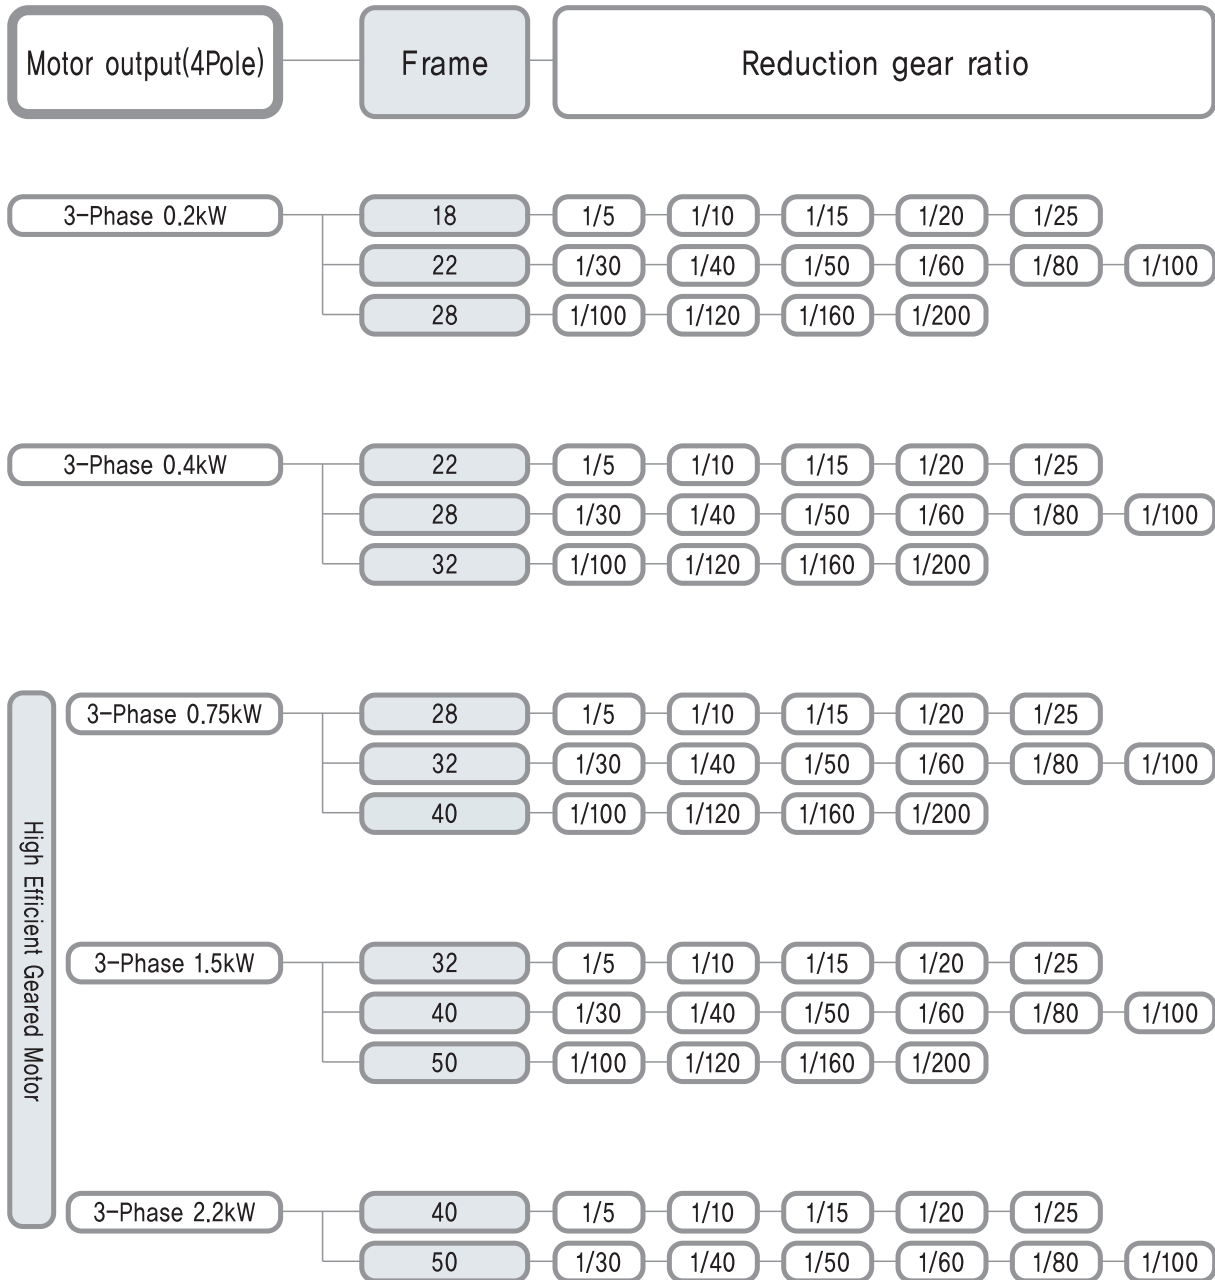 Motor output(4Pole) Frame Reduction gear ratio
3-Phase 0.2kW 18 1/5 1/10 1/15 1/20 1/25
22 1/30 1/40 1/50 1/60 1/80 1/100
28 1/100 1/120 1/160 1/200
3-Phase 0.4kW 22 1/5 1/10 1/15 1/20 1/25
28 1/30 1/40 1/50 1/60 1/80 1/100
32 1/100 1/120 1/160 1/200
High Efficient Geared Motor
3-Phase 0.75kW 28 1/5 1/10 1/15 1/20 1/25
32 1/30 1/40 1/50 1/60 1/80 1/100
40 1/100 1/120 1/160 1/200
3-Phase 1.5kW 32 1/5 1/10 1/15 1/20 1/25
40 1/30 1/40 1/50 1/60 1/80 1/100
50 1/100 1/120 1/160 1/200
3-Phase 2.2kW 40 1/5 1/10 1/15 1/20 1/25
50 1/30 1/40 1/50 1/60 1/80 1/100